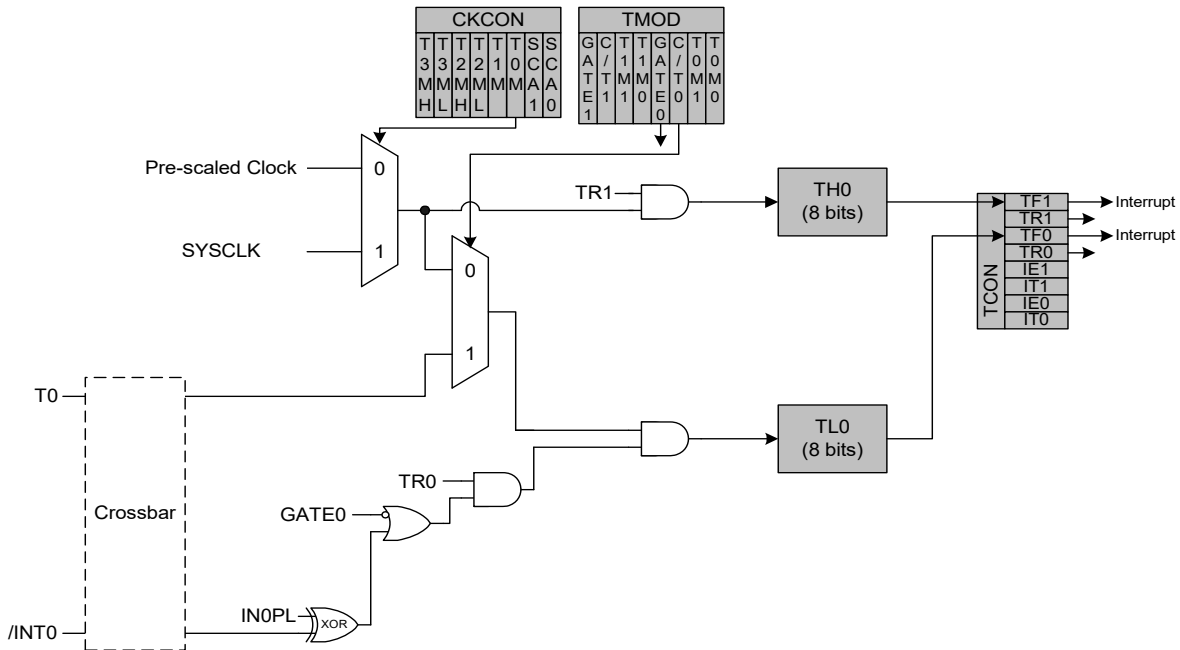 CKCON
T3MH
T3ML
T2MH
T2ML
T1M
T0M
SCA1
SCA0
TMOD
GATE1
C/T1
T1M1
T1M0
GATE0
C/T0
T0M1
T0M0
Pre-scaled Clock
0
SYSCLK
1
TR1
TH0
(8 bits)
TCON
TF1
TR1
TF0
TR0
IE1
IT1
IE0
IT0
Interrupt
Interrupt
0
1
T0
Crossbar
TL0
(8 bits)
TR0
GATE0
IN0PL
XOR
/INT0